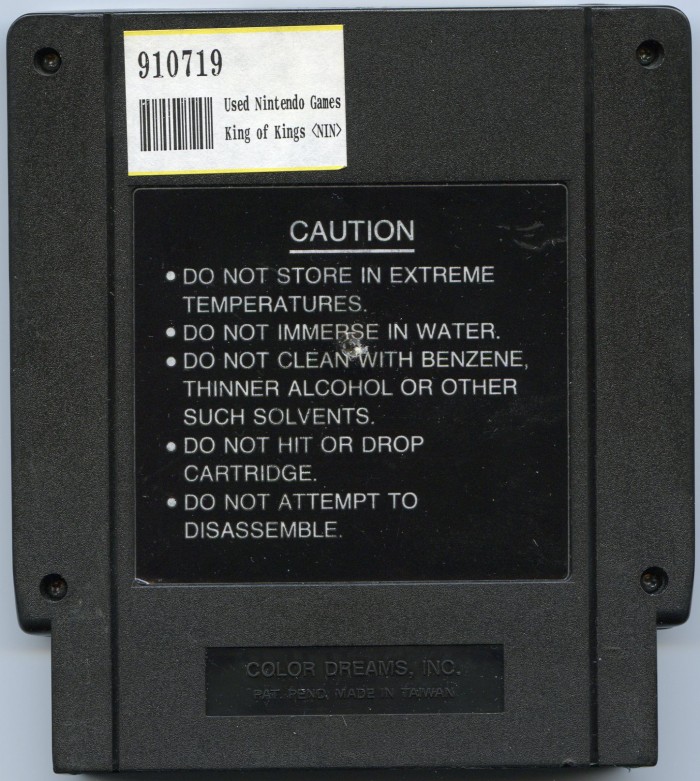 910719
Used Nintendo Games
King of Kings <NIN>
CAUTION
• DO NOT STORE IN EXTREME
TEMPERATURES.
• DO NOT IMMERSE IN WATER.
• DO NOT CLEAN WITH BENZENE,
THINNER ALCOHOL OR OTHER
SUCH SOLVENTS.
• DO NOT HIT OR DROP
CARTRIDGE.
• DO NOT ATTEMPT TO
DISASSEMBLE.
COLOR DREAMS, INC.
PAT. PEND. MADE IN TAIWAN